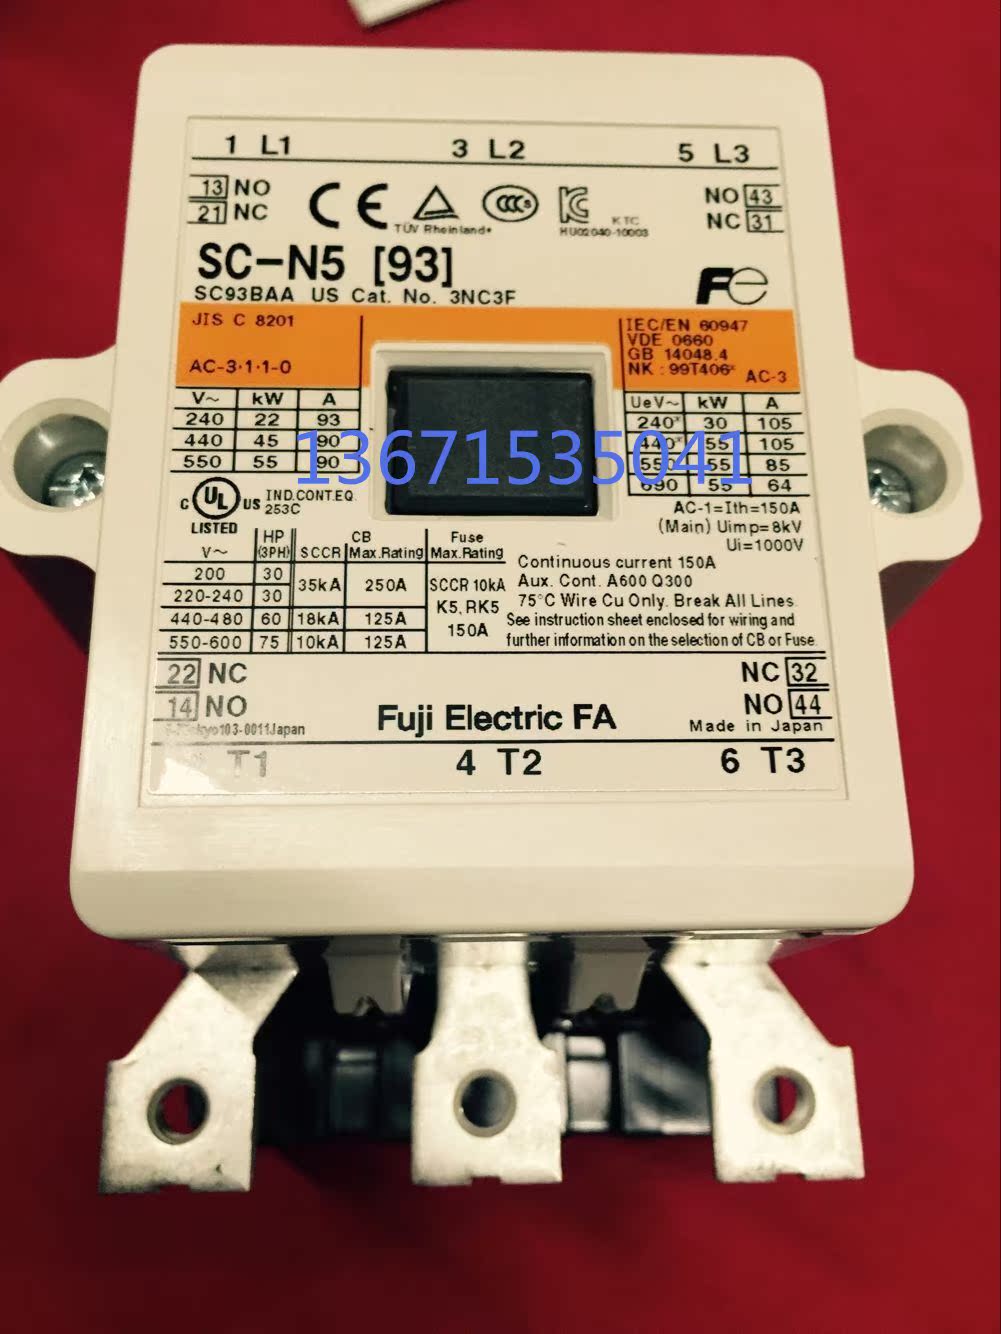 1 L1 3 L2 5 L3
13 NO
21 NC
CE
TÜV Rheinland
CCC S
KC
KTC
HU02040-10003
NO 43
NC 31
SC-N5 [93]
SC93BAA US Cat. No. 3NC3F
Fe
JIS C 8201
AC-3·1·1-0
IEC/EN 60947
VDE 0660
GB 14048.4
NK : 99T406
AC-3
V~ kW A
240 22 93
440 45 90
550 55 90
UeV~ kW A
240 30 105
440 55 105
550 55 85
690 55 64
13671535041
C UL US
LISTED
IND.CONT.EQ.
253C
AC-1=Ith=150A
(Main) Uimp=8kV
Ui=1000V
V~ HP (3PH) SCCR CB Max.Rating Fuse Max.Rating
200 30 35kA 250A SCCR 10kA
220-240 30 K5, RK5
440-480 60 18kA 125A 150A
550-600 75 10kA 125A
Continuous current 150A
Aux. Cont. A600 Q300
75°C Wire Cu Only. Break All Lines.
See instruction sheet enclosed for wiring and
further information on the selection of CB or Fuse.
22 NC
14 NO
NC 32
NO 44
103-0011Japan
Fuji Electric FA
Made in Japan
T1 4 T2 6 T3